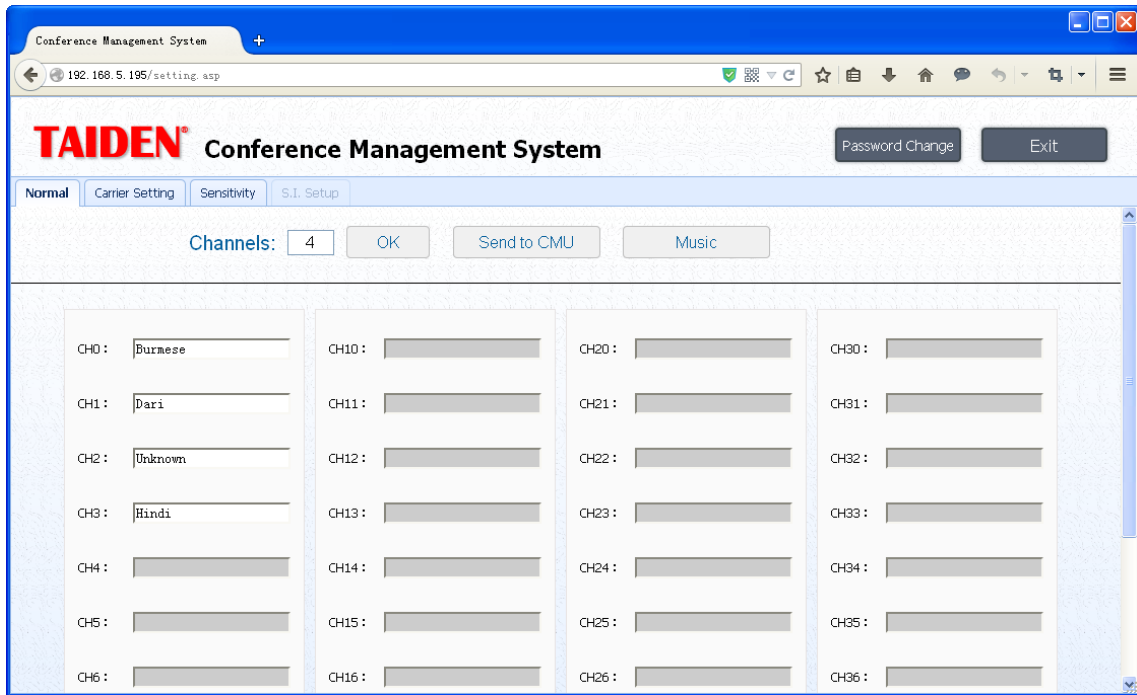 Conference Management System
192.168.5.195/setting.asp
TAIDEN® Conference Management System
Password Change
Exit
Normal
Carrier Setting
Sensitivity
S.I. Setup
Channels: 4
OK
Send to CMU
Music
CH0: Burmese
CH10:
CH20:
CH30:
CH1: Dari
CH11:
CH21:
CH31:
CH2: Unknown
CH12:
CH22:
CH32:
CH3: Hindi
CH13:
CH23:
CH33:
CH4:
CH14:
CH24:
CH34:
CH5:
CH15:
CH25:
CH35:
CH6:
CH16:
CH26:
CH36: